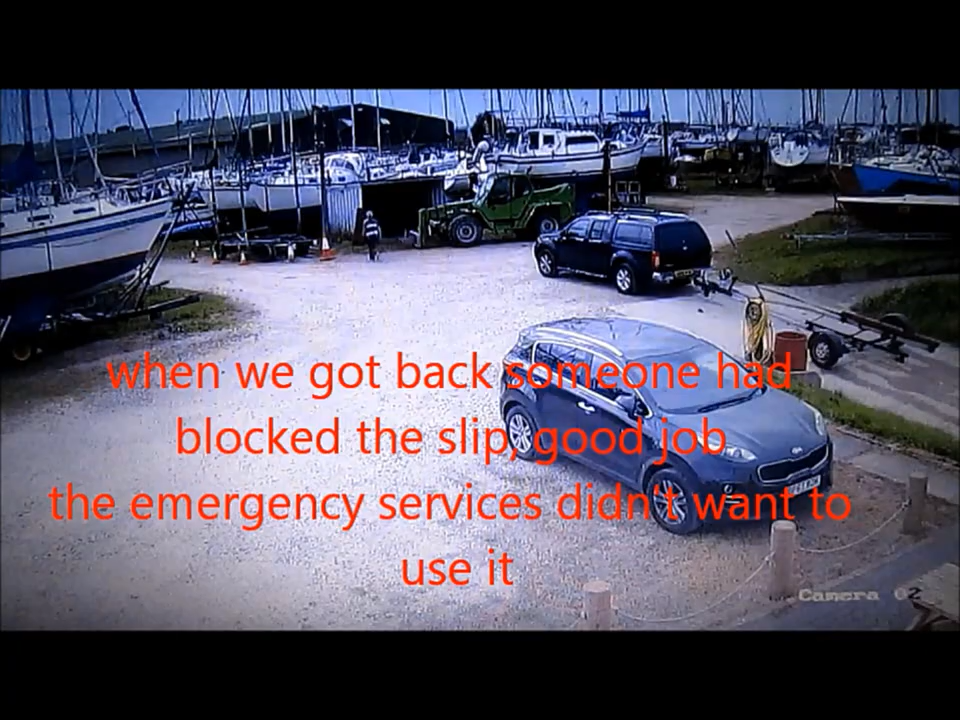 when we got back someone had
blocked the slip, good job
the emergency services didn't want to
use it
Camera 02